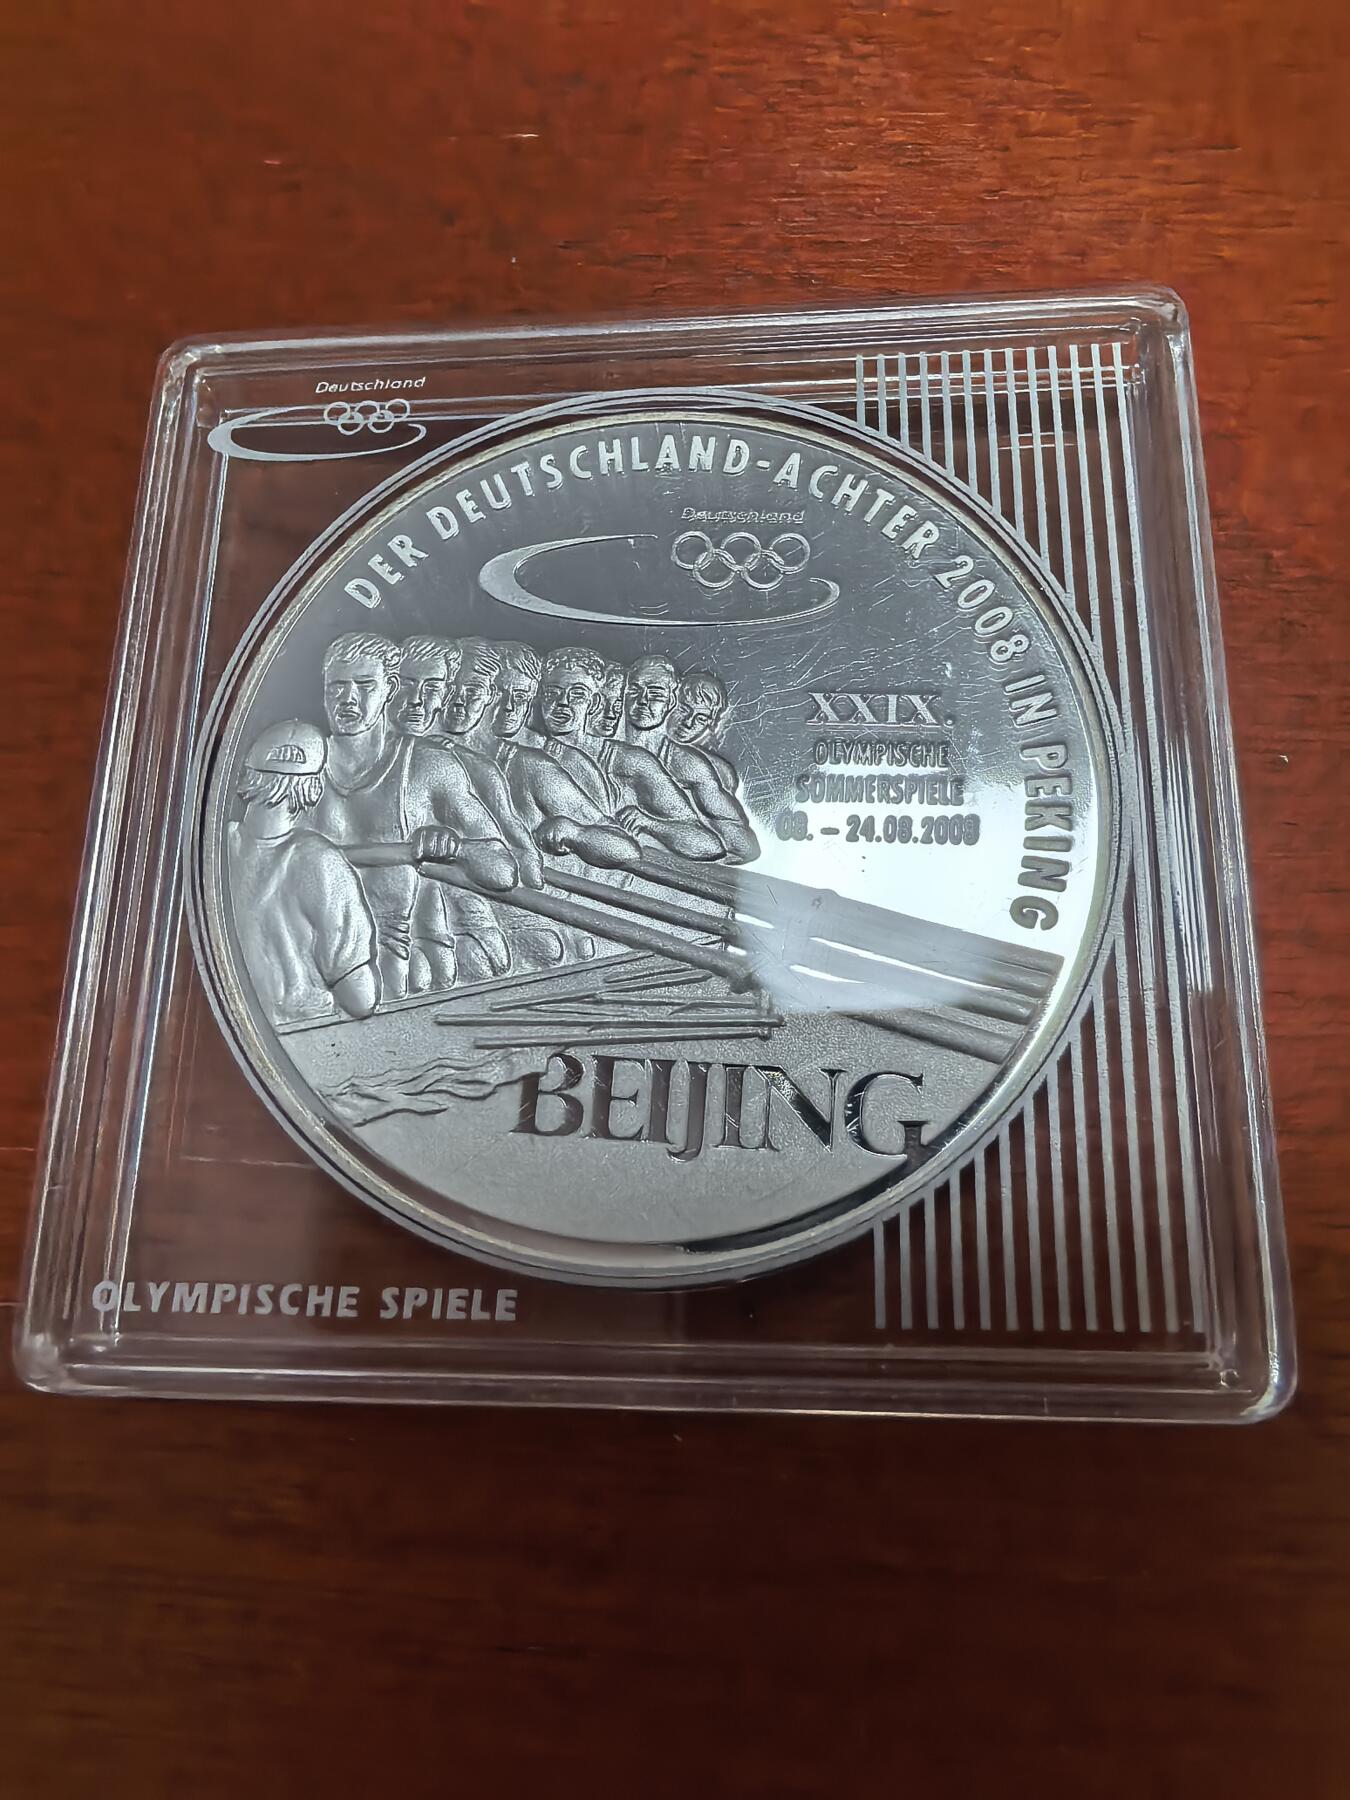 Deutschland
DER DEUTSCHLAND-ACHTER 2008 IN PEKING
Deutschland
XXIX.
OLYMPISCHE
SOMMERSPIELE
08. – 24.08.2008
BEIJING
OLYMPISCHE SPIELE